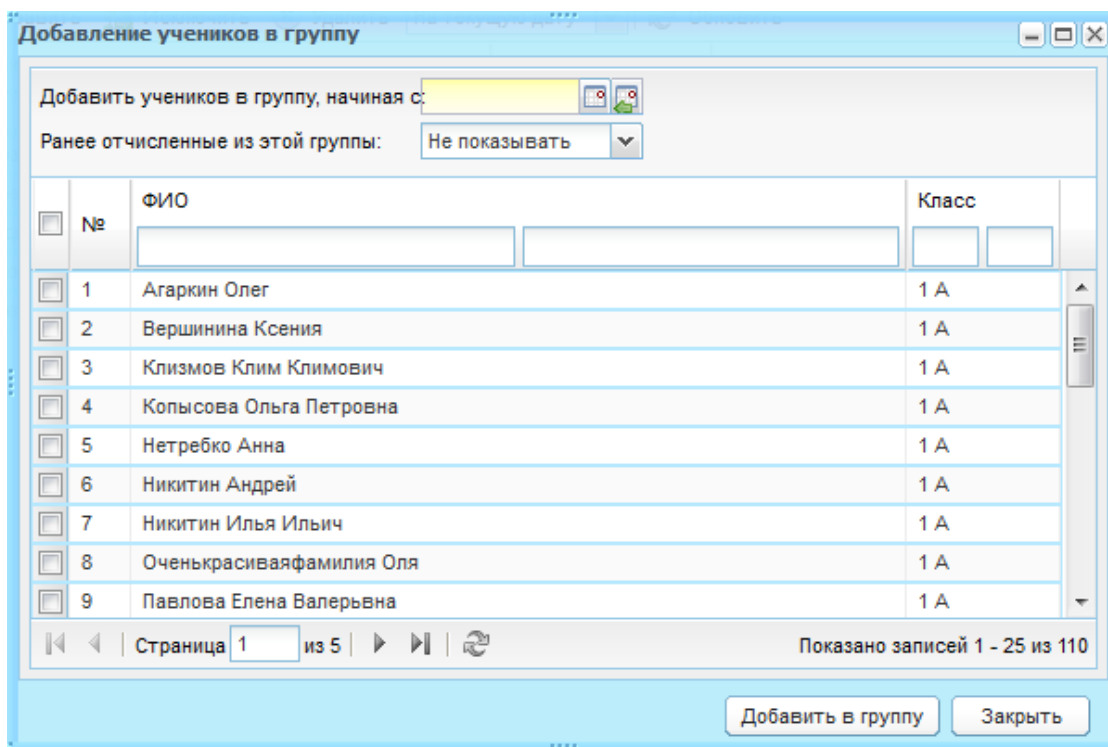 Добавление учеников в группу
Добавить учеников в группу, начиная с:
Ранее отчисленные из этой группы: Не показывать
№ ФИО Класс
1 Агаркин Олег 1 А
2 Вершинина Ксения 1 А
3 Клизмов Клим Климович 1 А
4 Копысова Ольга Петровна 1 А
5 Нетребко Анна 1 А
6 Никитин Андрей 1 А
7 Никитин Илья Ильич 1 А
8 Оченькрасиваяфамилия Оля 1 А
9 Павлова Елена Валерьвна 1 А
Страница 1 из 5 Показано записей 1 - 25 из 110
Добавить в группу Закрыть